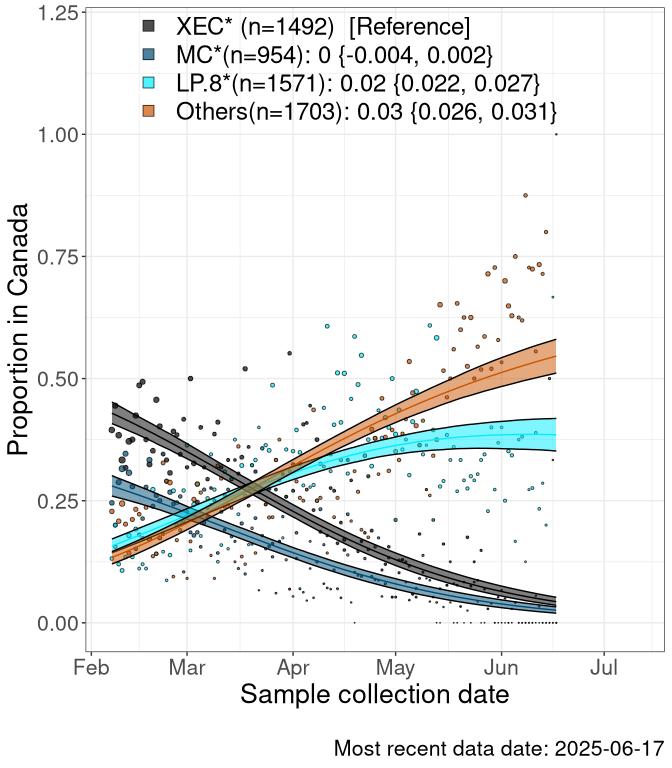 XEC* (n=1492)  [Reference]
MC*(n=954): 0 {-0.004, 0.002}
LP.8*(n=1571): 0.02 {0.022, 0.027}
Others(n=1703): 0.03 {0.026, 0.031}
1.25
1.00
0.75
0.50
0.25
0.00
Proportion in Canada
Feb Mar Apr May Jun Jul
Sample collection date
Most recent data date: 2025-06-17